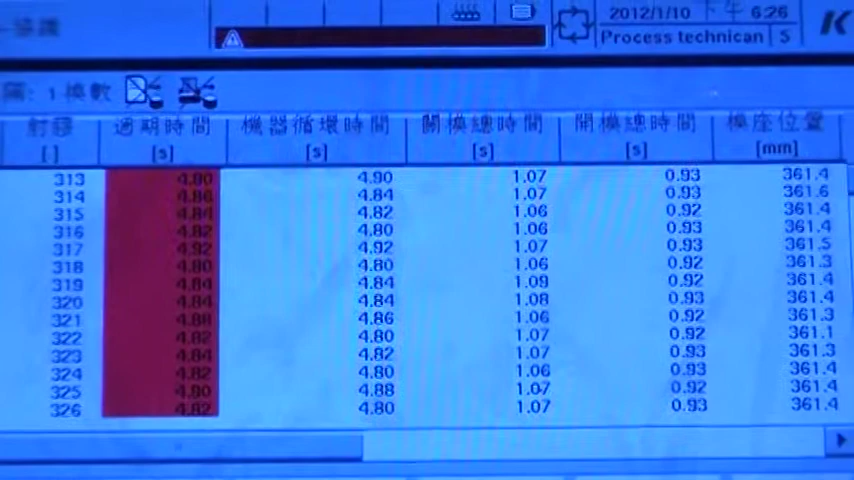 協議
2012/1/10 下午 6:26
Process technican S
K
隔: 1 模數
射膠 週期時間 機器循環時間 關模總時間 開模總時間 模座位置
[.] [s] [s] [s] [s] [mm]
313 4.90 4.90 1.07 0.93 361.4
314 4.86 4.84 1.07 0.93 361.6
315 4.84 4.82 1.06 0.92 361.4
316 4.82 4.80 1.06 0.93 361.4
317 4.92 4.92 1.07 0.93 361.5
318 4.80 4.80 1.06 0.92 361.3
319 4.84 4.84 1.09 0.92 361.4
320 4.84 4.84 1.08 0.93 361.4
321 4.88 4.86 1.06 0.92 361.3
322 4.82 4.80 1.07 0.92 361.1
323 4.84 4.82 1.07 0.93 361.3
324 4.82 4.80 1.06 0.93 361.4
325 4.90 4.88 1.07 0.92 361.4
326 4.82 4.80 1.07 0.93 361.4